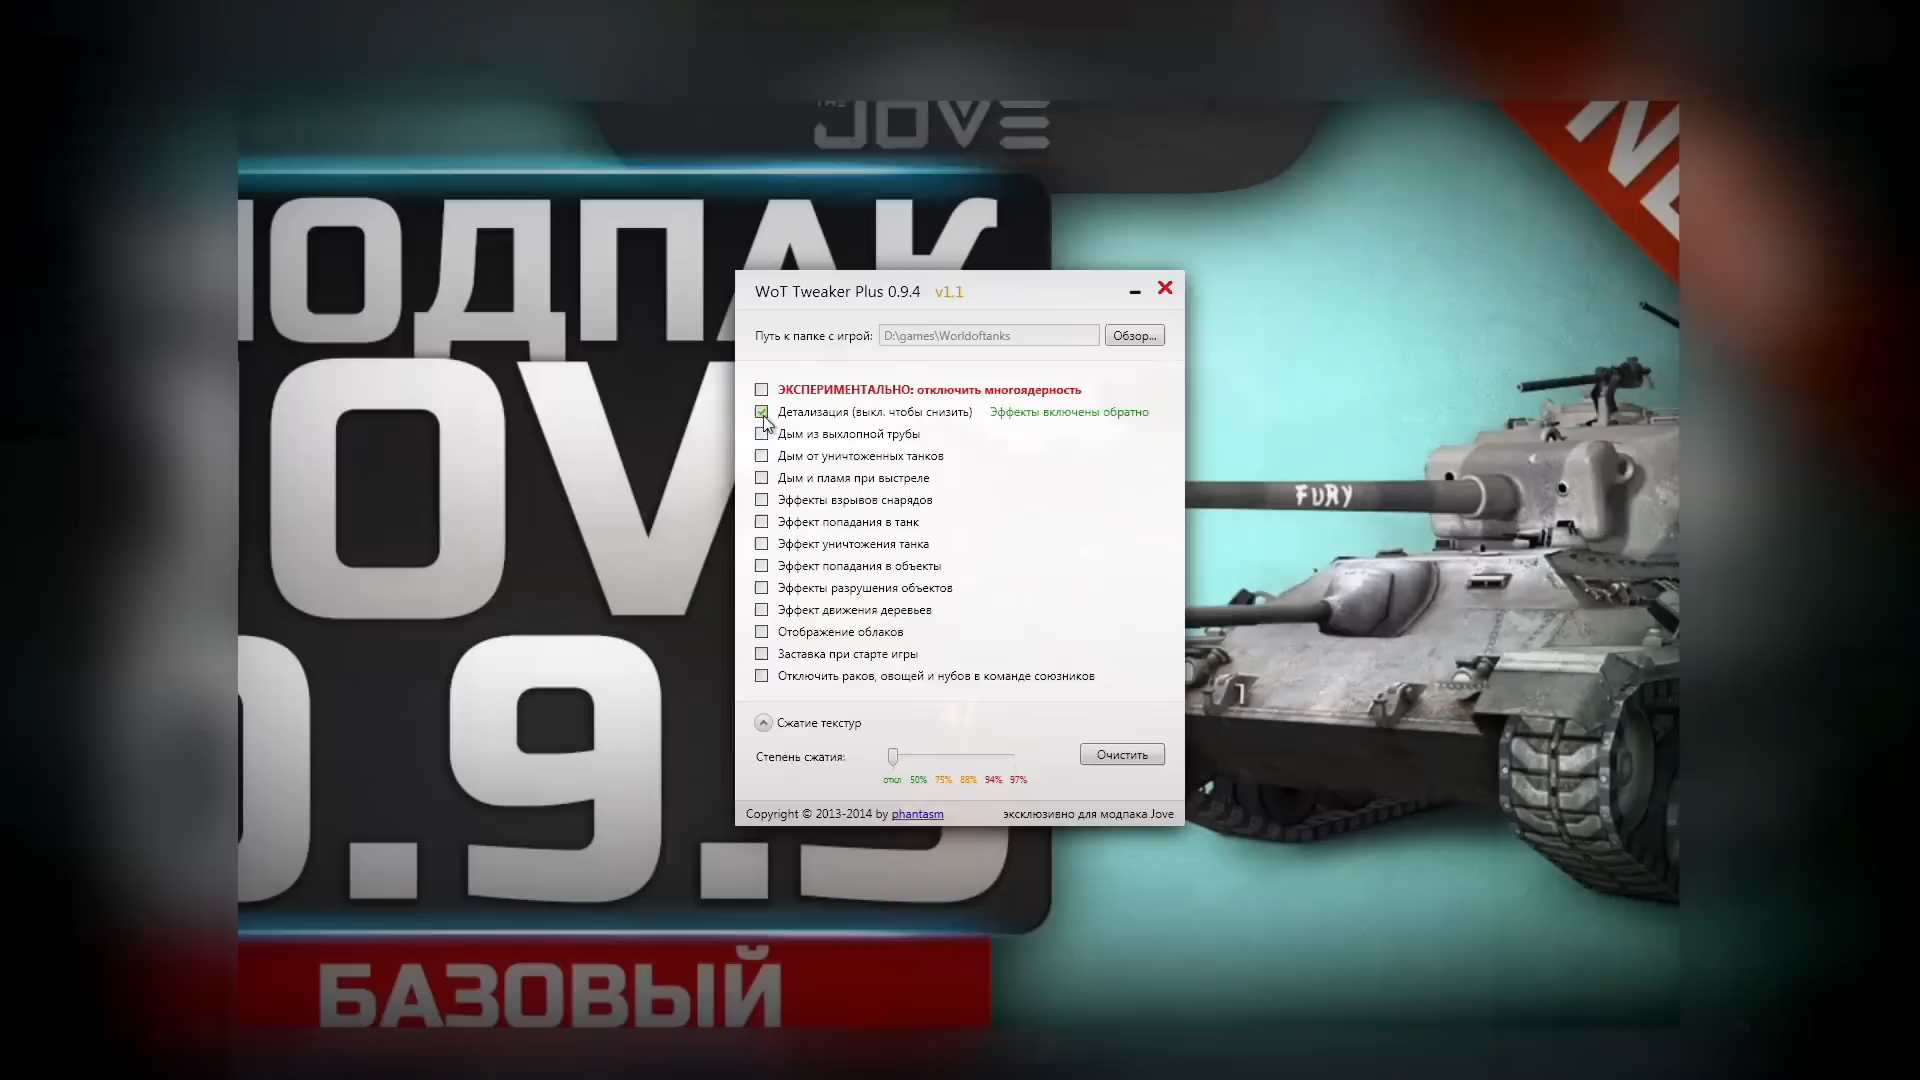 THE
JOVE
МОДПАК
JOVE
0.9.5
БАЗОВЫЙ
FURY
WoT Tweaker Plus 0.9.4 v1.1
Путь к папке с игрой: D:\games\Worldoftanks Обзор...
ЭКСПЕРИМЕНТАЛЬНО: отключить многоядерность
Детализация (выкл. чтобы снизить) Эффекты включены обратно
Дым из выхлопной трубы
Дым от уничтоженных танков
Дым и пламя при выстреле
Эффекты взрывов снарядов
Эффект попадания в танк
Эффект уничтожения танка
Эффект попадания в объекты
Эффекты разрушения объектов
Эффект движения деревьев
Отображение облаков
Заставка при старте игры
Отключить раков, овощей и нубов в команде союзников
Сжатие текстур
Степень сжатия: Очистить
откл 50% 75% 88% 94% 97%
Copyright © 2013-2014 by phantasm эксклюзивно для модпака Jove